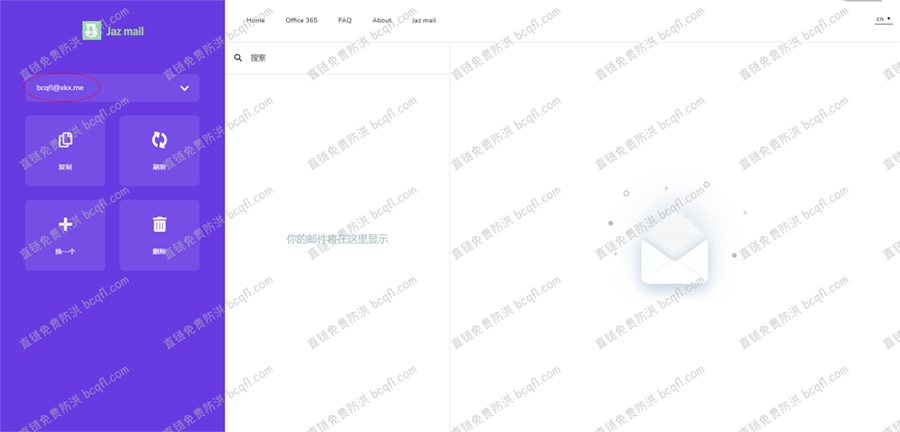 Jaz mail
Home Office 365 FAQ About Jaz mail
cn
搜索
bcqfl@xkx.me
复制
刷新
换一个
删除
你的邮件将在这里显示
直链免费防洪 bcqfl.com